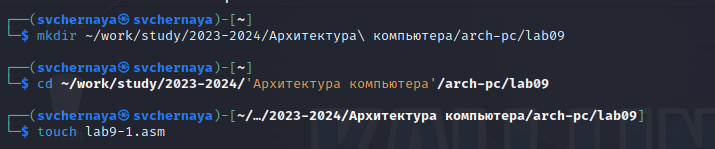 ┌──(svchernaya㉿svchernaya)-[~]
└─$ mkdir ~/work/study/2023-2024/Архитектура\ компьютера/arch-pc/lab09
┌──(svchernaya㉿svchernaya)-[~]
└─$ cd ~/work/study/2023-2024/'Архитектура компьютера'/arch-pc/lab09
┌──(svchernaya㉿svchernaya)-[~/…/2023-2024/Архитектура компьютера/arch-pc/lab09]
└─$ touch lab9-1.asm